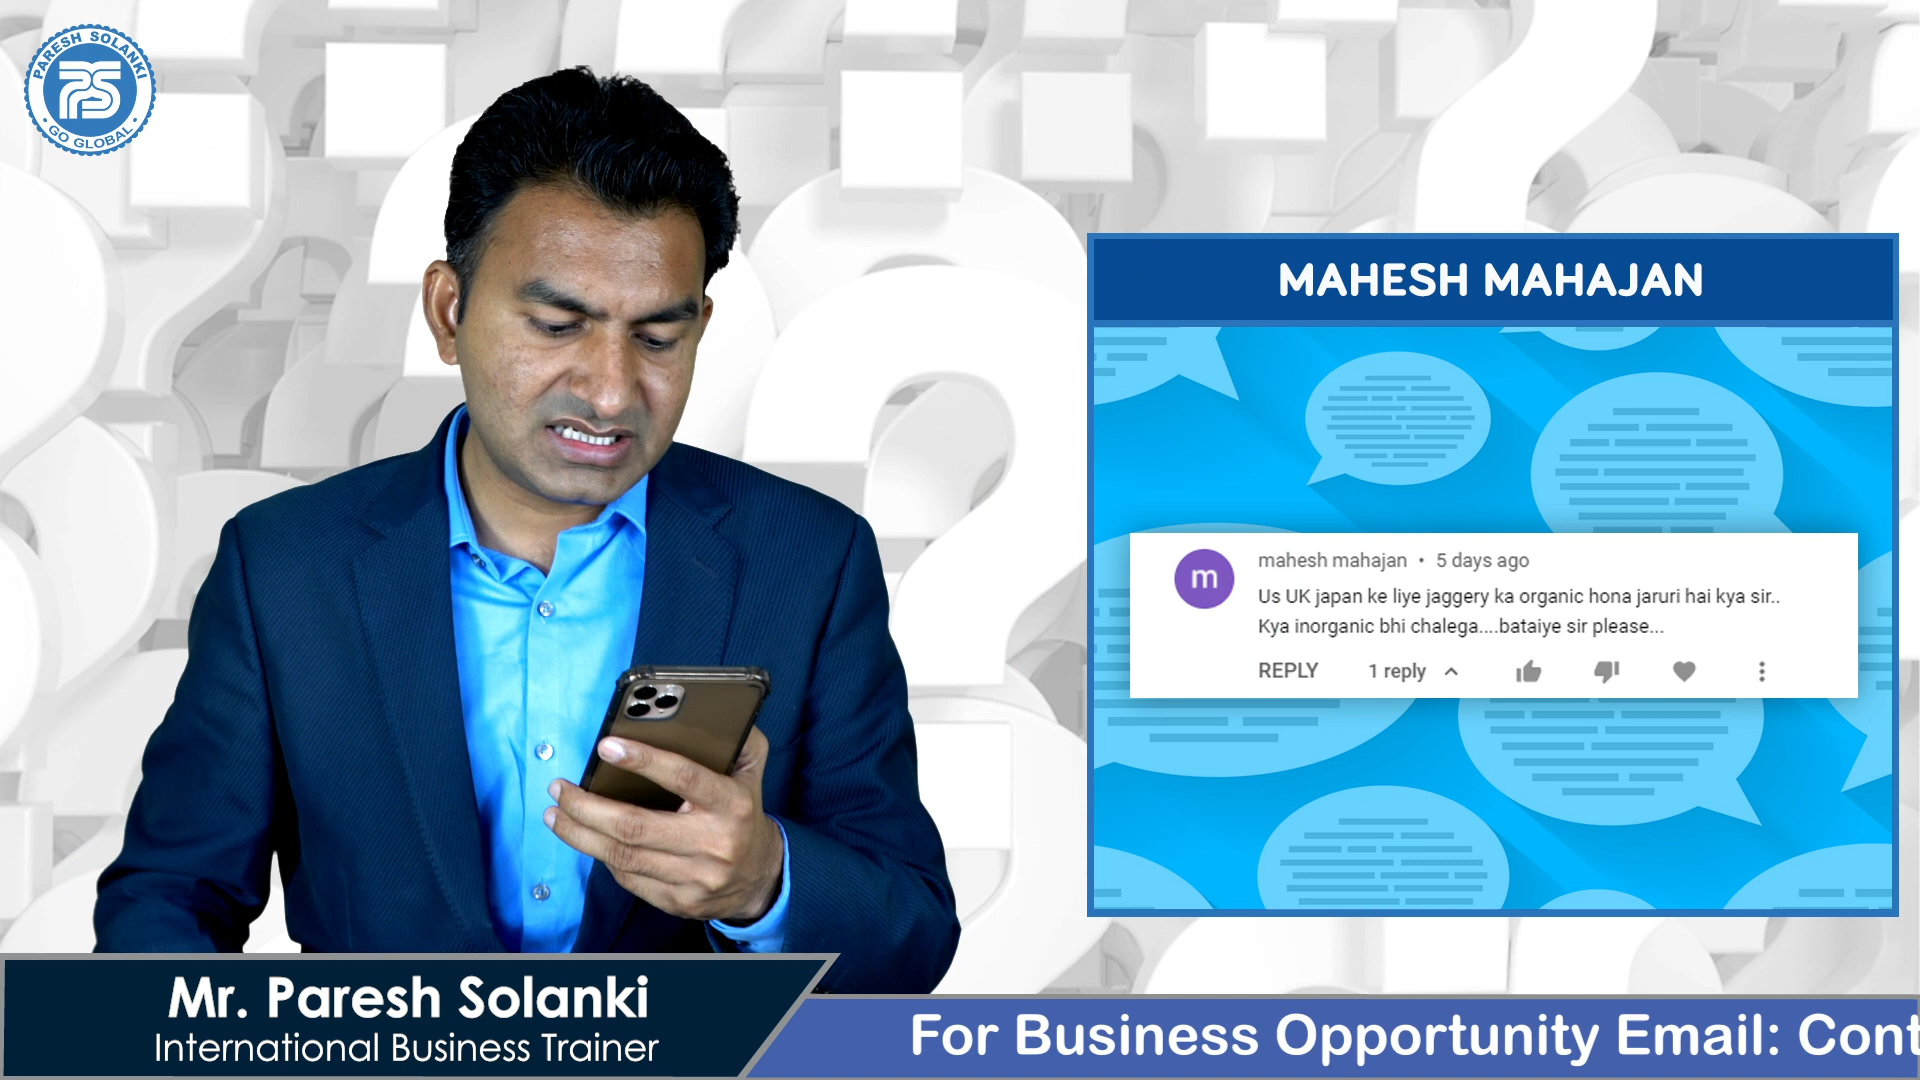 PARESH SOLANKI
PS
GO GLOBAL
MAHESH MAHAJAN
m
mahesh mahajan • 5 days ago
Us UK japan ke liye jaggery ka organic hona jaruri hai kya sir..
Kya inorganic bhi chalega....bataiye sir please...
REPLY 1 reply
Mr. Paresh Solanki
International Business Trainer
For Business Opportunity Email: Cont